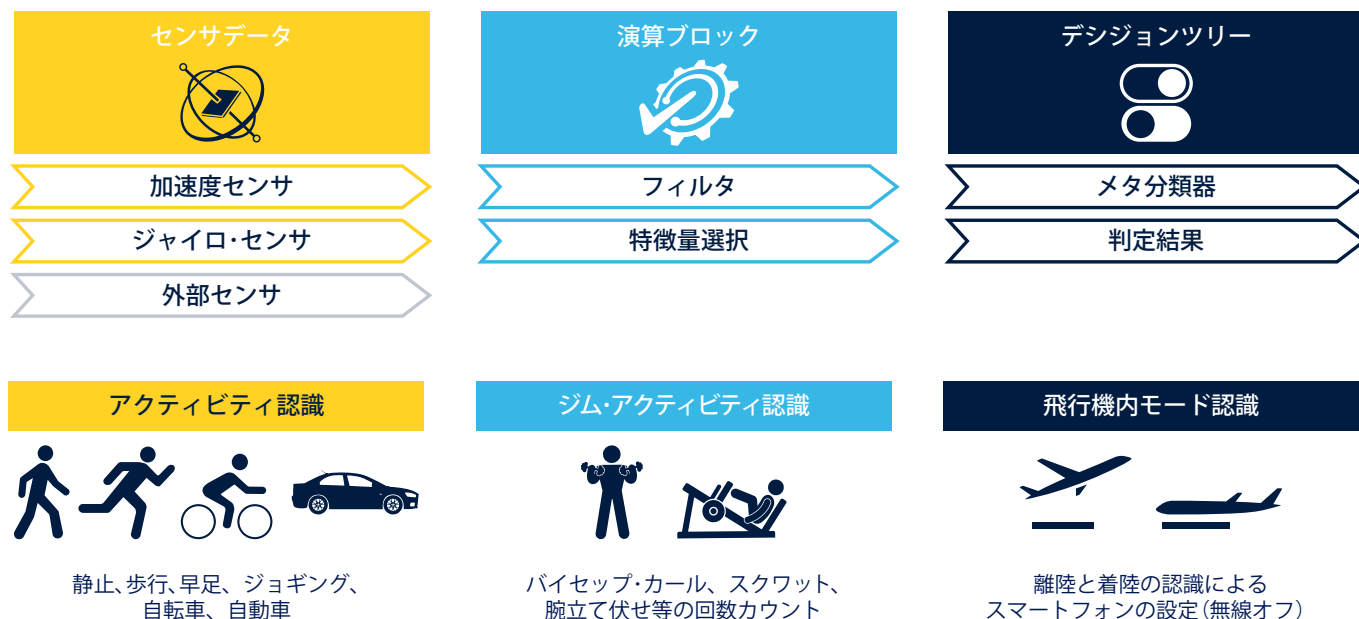 センサデータ
演算ブロック
デシジョンツリー
加速度センサ
フィルタ
メタ分類器
ジャイロ・センサ
特徴量選択
判定結果
外部センサ
アクティビティ認識
ジム・アクティビティ認識
飛行機内モード認識
静止、歩行、早足、ジョギング、
自転車、自動車
バイセップ・カール、スクワット、
腕立て伏せ等の回数カウント
離陸と着陸の認識による
スマートフォンの設定(無線オフ)